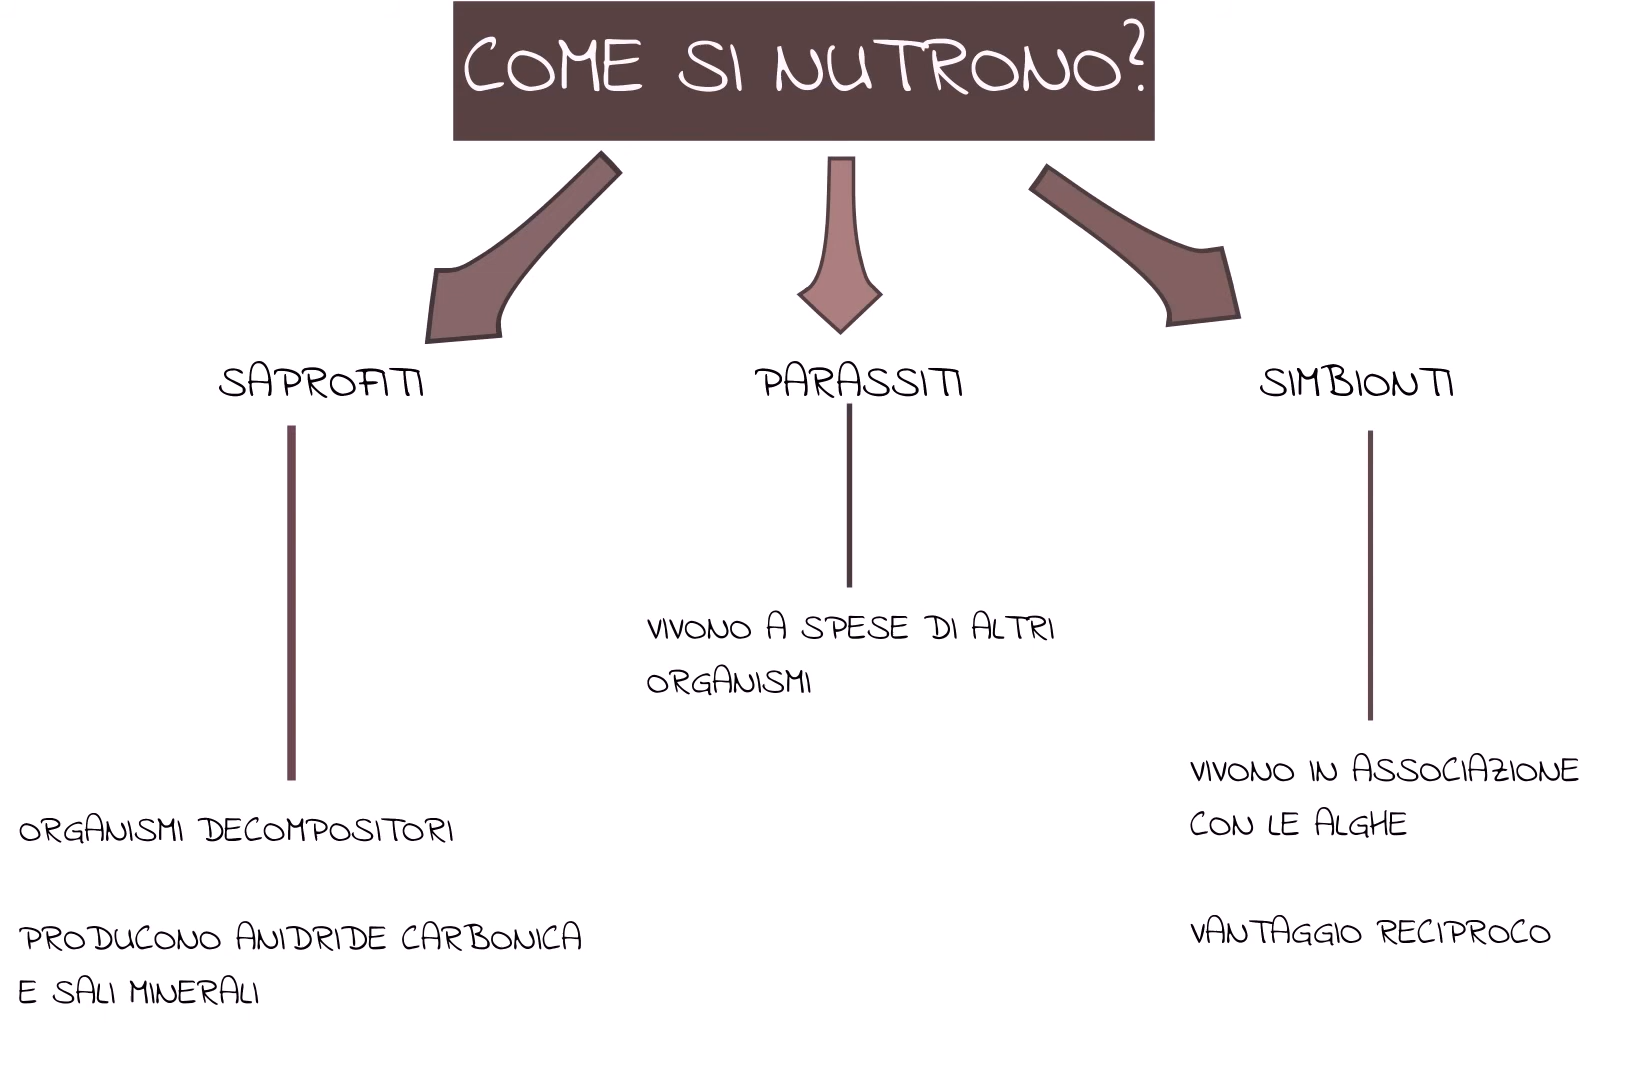 COME SI NUTRONO?
SAPROFITI
PARASSITI
SIMBIONTI
VIVONO A SPESE DI ALTRI
ORGANISMI
VIVONO IN ASSOCIAZIONE
CON LE ALGHE
VANTAGGIO RECIPROCO
ORGANISMI DECOMPOSITORI
PRODUCONO ANIDRIDE CARBONICA
E SALI MINERALI